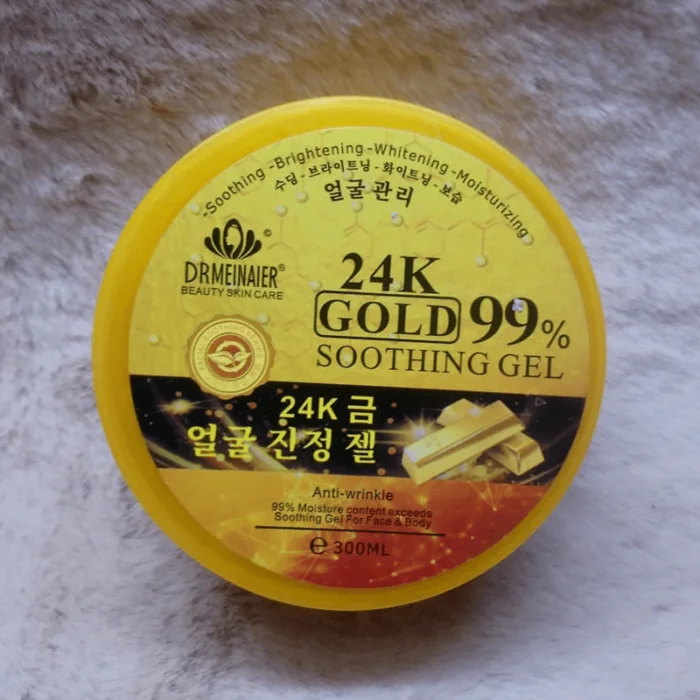 -Soothing -Brightening -Whitening -Moisturizing
수딩 - 브라이트닝 - 화이트닝 - 보습
얼굴 관리
©
DRMEINAIER®
BEAUTY SKIN CARE
24K
GOLD 99%
SOOTHING GEL
24K 금
얼굴 진정 젤
Anti-wrinkle
99% Moisture content exceeds
Soothing Gel For Face & Body
℮ 300ML